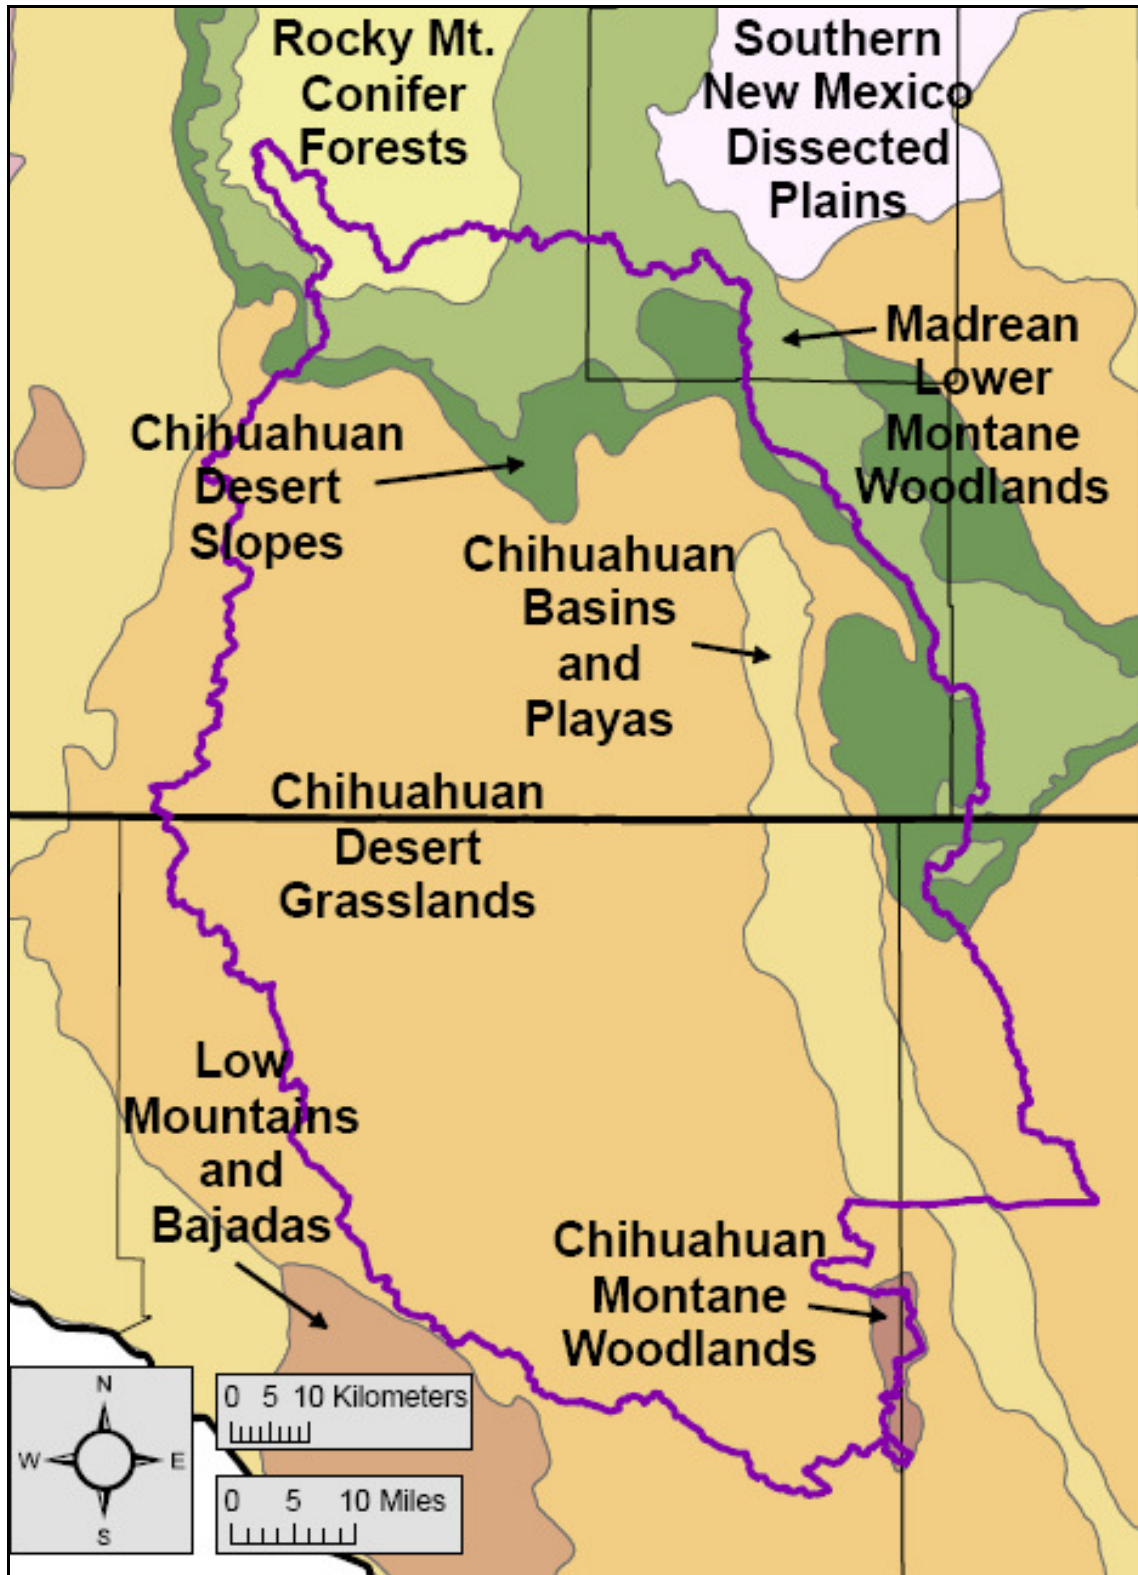 Rocky Mt.
Conifer
Forests
Southern
New Mexico
Dissected
Plains
Madrean
Lower
Montane
Woodlands
Chihuahuan
Desert
Slopes
Chihuahuan
Basins
and
Playas
Chihuahuan
Desert
Grasslands
Low
Mountains
and
Bajadas
Chihuahuan
Montane
Woodlands
N
W E
S
0 5 10 Kilometers
0 5 10 Miles